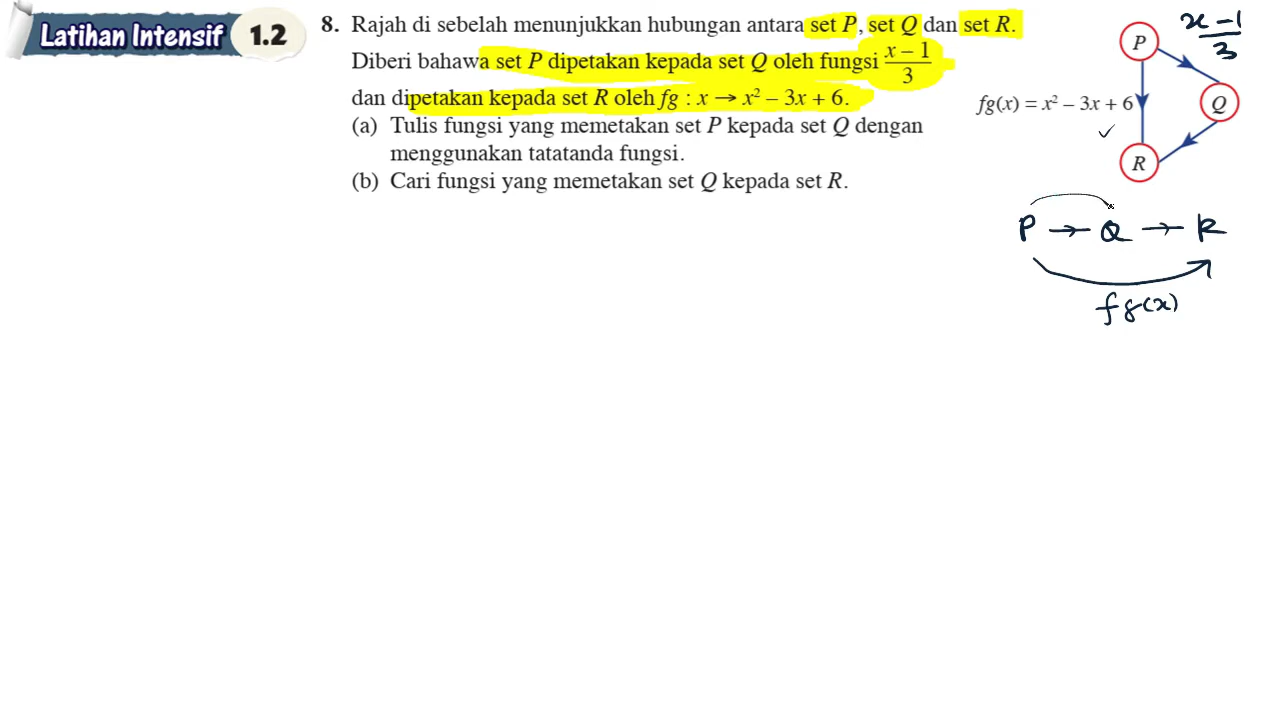 Latihan Intensif 1.2
8. Rajah di sebelah menunjukkan hubungan antara set P, set Q dan set R.
Diberi bahawa set P dipetakan kepada set Q oleh fungsi (x – 1)/3
dan dipetakan kepada set R oleh fg : x → x² – 3x + 6.
(a) Tulis fungsi yang memetakan set P kepada set Q dengan
menggunakan tatatanda fungsi.
(b) Cari fungsi yang memetakan set Q kepada set R.
P
x – 1
3
fg(x) = x² – 3x + 6
Q
R
P → Q → R
fg(x)